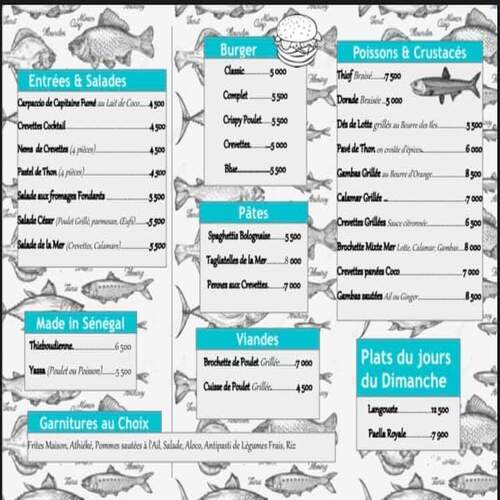 Entrées & Salades
Carpaccio de Capitaine Fumé au Lait de Coco.....4 500
Crevettes Cocktail ..........4 500
Nems de Crevettes (4 pièces)..........4 500
Pastel de Thon (4 pièces)..........4 500
Salade aux fromages Fondants ..........5 500
Salade César (Poulet Grillé, parmesan, Œufs).....5 500
Salade de la Mer (Crevettes, Calamars).....5 500
Made in Sénégal
Thieboudienne..........6 500
Yassa (Poulet ou Poisson).....5 500
Garnitures au Choix
Frites Maison, Athiéké, Pommes sautées à l'Ail, Salade, Aloco, Antipasti de Légumes Frais, Riz
Burger
Classic..........5 000
Complet..........5 500
Crispy Poulet.....5 500
Crevettes..........5 000
Blue..........5 500
Pâtes
Spaghettis Bolognaise.....5 500
Tagliatelles de la Mer.....8 000
Pennes aux Crevettes.....7 000
Viandes
Brochette de Poulet Grillée.....7 000
Cuisse de Poulet Grillée.....4 500
Poissons & Crustacés
Thiof Braisé.....7 500
Dorade Braisée ..5 000
Dés de Lotte grillés au Beurre des Iles.....5 500
Pavé de Thon en croûte d'épices.....6 000
Gambas Grillée au Beurre d'Orange.....8 500
Calamar Grillée ..........7 000
Crevettes Grillées Sauce citronnée.....6 500
Brochette Mixte Mer Lotte, Calamar, Gambas...8 000
Crevettes panées Coco ..........7 000
Gambas sautées Ail ou Ginger.....8 500
Plats du jours
du Dimanche
Langouste ..........12 500
Paella Royale ..........7 900